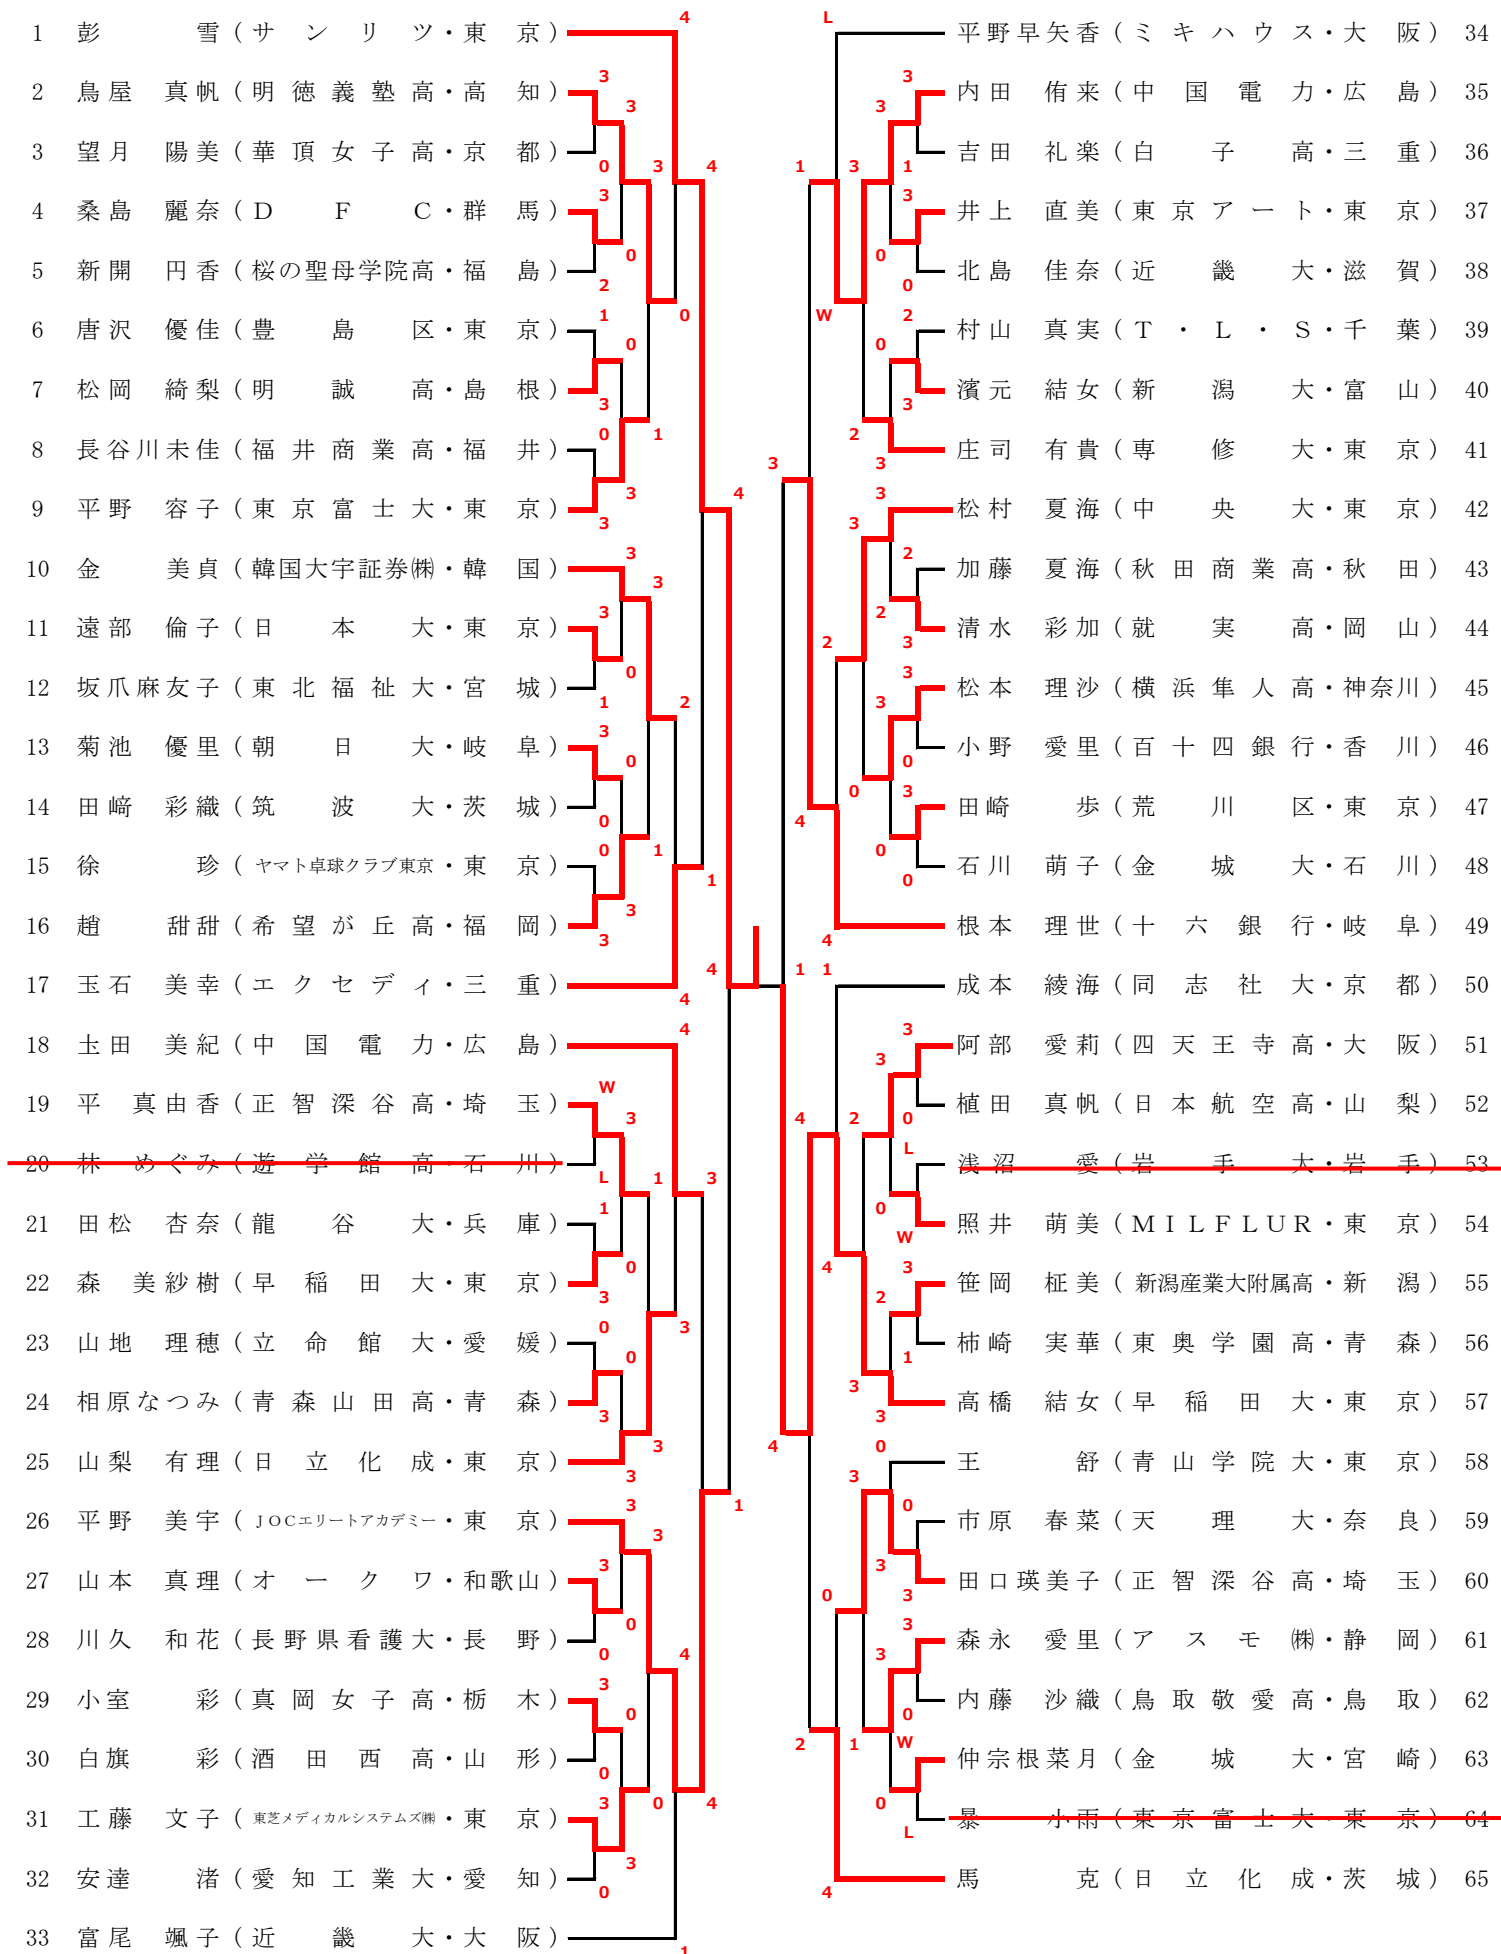 1 彭 雪 (サンリツ・東京)
2 鳥屋 真帆 (明徳義塾高・高知)
3 望月 陽美 (華頂女子高・京都)
4 桑島 麗奈 (DFC・群馬)
5 新開 円香 (桜の聖母学院高・福島)
6 唐沢 優佳 (豊島区・東京)
7 松岡 綺梨 (明誠高・島根)
8 長谷川未佳 (福井商業高・福井)
9 平野 容子 (東京富士大・東京)
10 金 美貞 (韓国大宇証券㈱・韓国)
11 遠部 倫子 (日本大・東京)
12 坂爪麻友子 (東北福祉大・宮城)
13 菊池 優里 (朝日大・岐阜)
14 田﨑 彩織 (筑波大・茨城)
15 徐 珍 (ヤマト卓球クラブ東京・東京)
16 趙 甜甜 (希望が丘高・福岡)
17 玉石 美幸 (エクセディ・三重)
18 土田 美紀 (中国電力・広島)
19 平 真由香 (正智深谷高・埼玉)
20 林 めぐみ (遊学館高・石川)
21 田松 杏奈 (龍谷大・兵庫)
22 森 美紗樹 (早稲田大・東京)
23 山地 理穂 (立命館大・愛媛)
24 相原なつみ (青森山田高・青森)
25 山梨 有理 (日立化成・東京)
26 平野 美宇 (JOCエリートアカデミー・東京)
27 山本 真理 (オークワ・和歌山)
28 川久 和花 (長野県看護大・長野)
29 小室 彩 (真岡女子高・栃木)
30 白旗 彩 (酒田西高・山形)
31 工藤 文子 (東芝メディカルシステムズ㈱・東京)
32 安達 渚 (愛知工業大・愛知)
33 富尾 颯子 (近畿大・大阪)
平野早矢香 (ミキハウス・大阪) 34
内田 侑来 (中国電力・広島) 35
吉田 礼楽 (白子高・三重) 36
井上 直美 (東京アート・東京) 37
北島 佳奈 (近畿大・滋賀) 38
村山 真実 (T・L・S・千葉) 39
濱元 結女 (新潟大・富山) 40
庄司 有貴 (専修大・東京) 41
松村 夏海 (中央大・東京) 42
加藤 夏海 (秋田商業高・秋田) 43
清水 彩加 (就実高・岡山) 44
松本 理沙 (横浜隼人高・神奈川) 45
小野 愛里 (百十四銀行・香川) 46
田崎 歩 (荒川区・東京) 47
石川 萌子 (金城大・石川) 48
根本 理世 (十六銀行・岐阜) 49
成本 綾海 (同志社大・京都) 50
阿部 愛莉 (四天王寺高・大阪) 51
植田 真帆 (日本航空高・山梨) 52
浅沼 愛 (岩手大・岩手) 53
照井 萌美 (MILFLUR・東京) 54
笹岡 柾美 (新潟産業大附属高・新潟) 55
柿崎 実華 (東奥学園高・青森) 56
高橋 結女 (早稲田大・東京) 57
王 舒 (青山学院大・東京) 58
市原 春菜 (天理大・奈良) 59
田口瑛美子 (正智深谷高・埼玉) 60
森永 愛里 (アスモ㈱・静岡) 61
内藤 沙織 (鳥取敬愛高・鳥取) 62
仲宗根菜月 (金城大・宮崎) 63
暴 小雨 (東京富士大・東京) 64
馬 克 (日立化成・茨城) 65